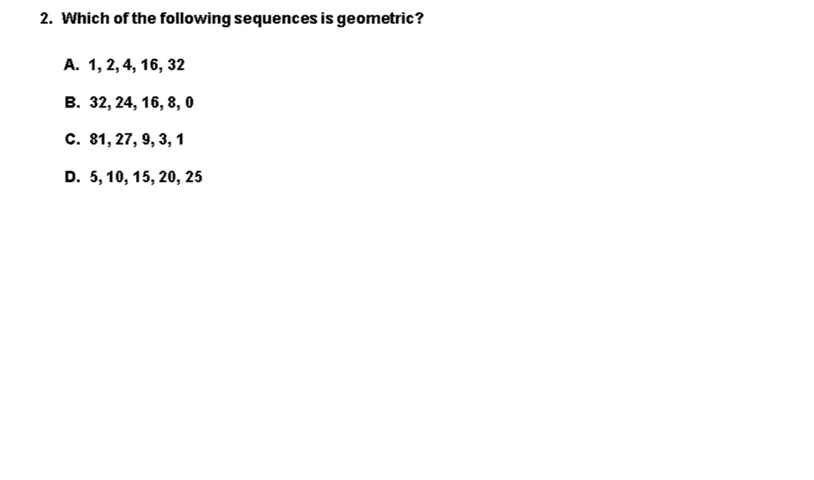 2. Which of the following sequences is geometric?
A. 1, 2, 4, 16, 32
B. 32, 24, 16, 8, 0
C. 81, 27, 9, 3, 1
D. 5, 10, 15, 20, 25